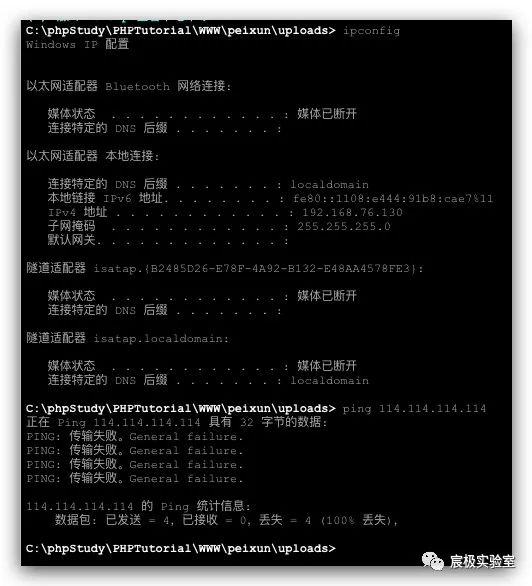 C:\phpStudy\PHPTutorial\WWW\peixun\uploads> ipconfig
Windows IP 配置
以太网适配器 Bluetooth 网络连接:
媒体状态 . . . . . . . . . . . . : 媒体已断开
连接特定的 DNS 后缀 . . . . . . . :
以太网适配器 本地连接:
连接特定的 DNS 后缀 . . . . . . . : localdomain
本地链接 IPv6 地址. . . . . . . . : fe80::1108:e444:91b8:cae7%11
IPv4 地址 . . . . . . . . . . . . : 192.168.76.130
子网掩码 . . . . . . . . . . . . : 255.255.255.0
默认网关. . . . . . . . . . . . . :
隧道适配器 isatap.{B2485D26-E78F-4A92-B132-E48AA4578FE3}:
媒体状态 . . . . . . . . . . . . : 媒体已断开
连接特定的 DNS 后缀 . . . . . . . :
隧道适配器 isatap.localdomain:
媒体状态 . . . . . . . . . . . . : 媒体已断开
连接特定的 DNS 后缀 . . . . . . . : localdomain
C:\phpStudy\PHPTutorial\WWW\peixun\uploads> ping 114.114.114.114
正在 Ping 114.114.114.114 具有 32 字节的数据:
PING: 传输失败。General failure.
PING: 传输失败。General failure.
PING: 传输失败。General failure.
PING: 传输失败。General failure.
114.114.114.114 的 Ping 统计信息:
数据包: 已发送 = 4, 已接收 = 0, 丢失 = 4 (100% 丢失),
C:\phpStudy\PHPTutorial\WWW\peixun\uploads>
宸极实验室